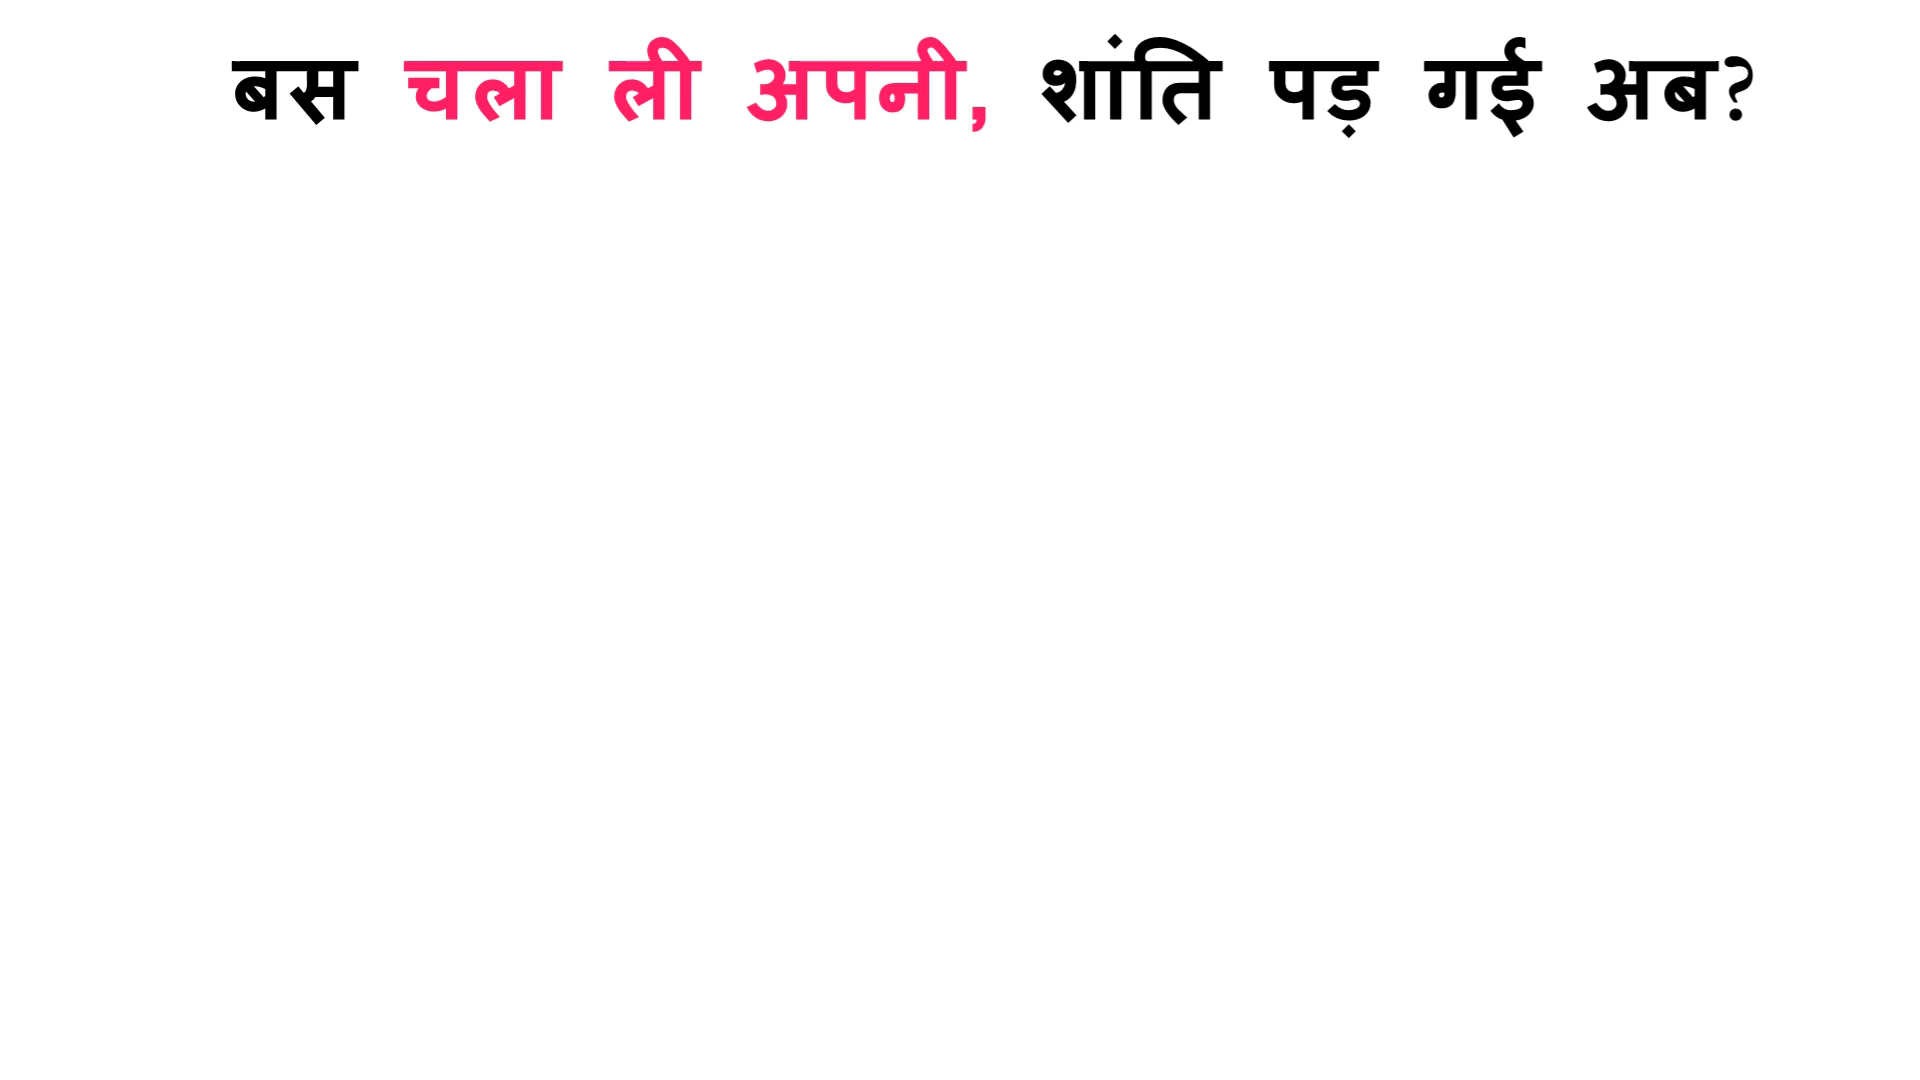 बस चला ली अपनी, शांति पड़ गई अब?